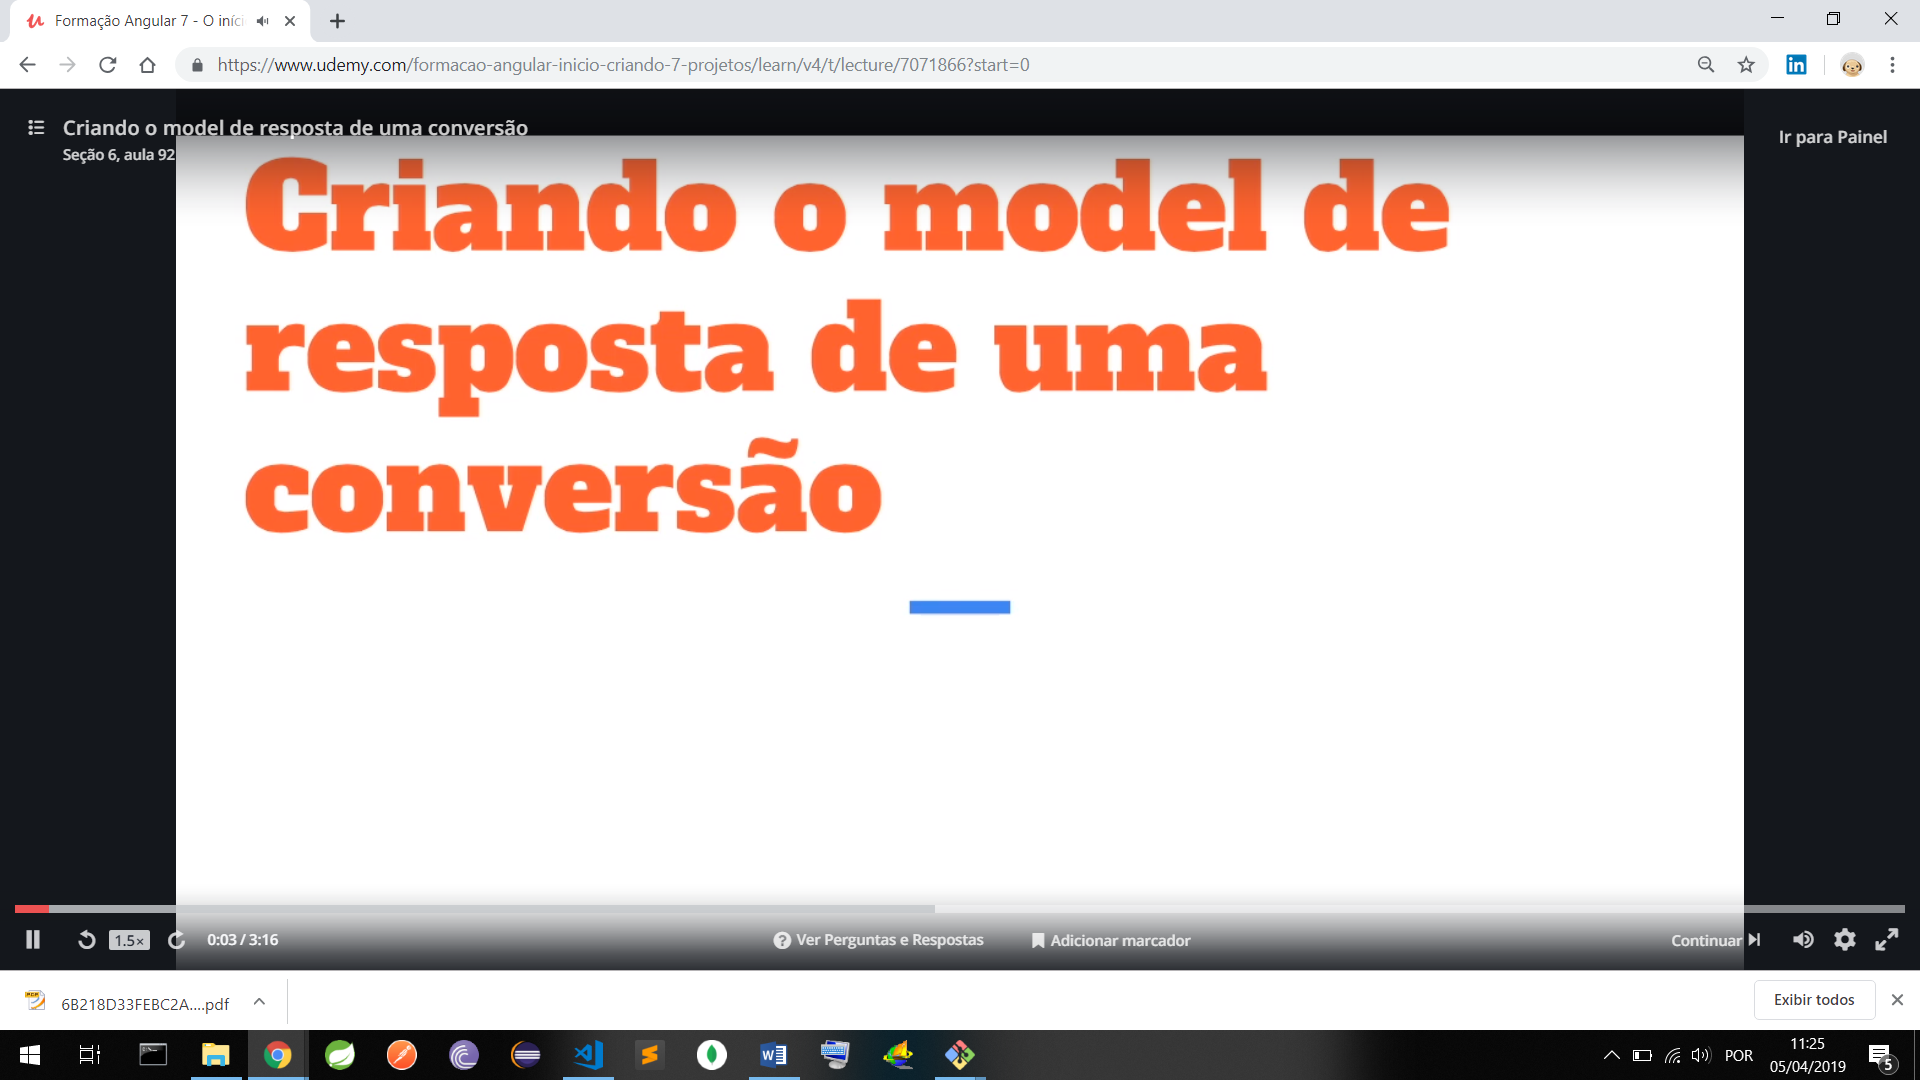 Formação Angular 7 - O iníci
https://www.udemy.com/formacao-angular-inicio-criando-7-projetos/learn/v4/t/lecture/7071866?start=0
Criando o model de resposta de uma conversão
Seção 6, aula 92
Ir para Painel
Criando o model de
resposta de uma
conversão
1.5×
0:03 / 3:16
Ver Perguntas e Respostas
Adicionar marcador
Continuar
6B218D33FEBC2A....pdf
Exibir todos
POR
11:25
05/04/2019
5